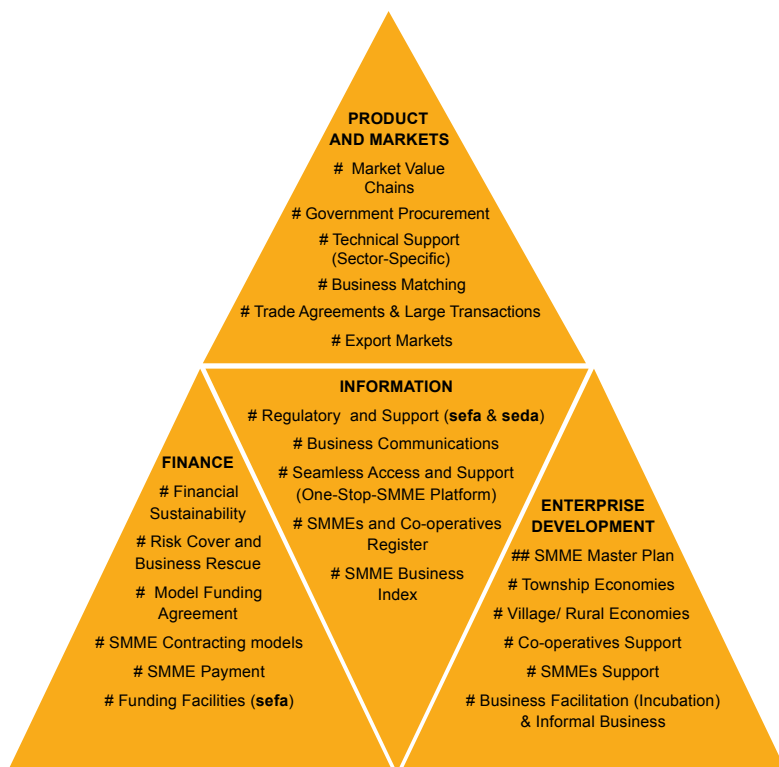 PRODUCT
AND MARKETS
# Market Value
Chains
# Government Procurement
# Technical Support
(Sector-Specific)
# Business Matching
# Trade Agreements & Large Transactions
# Export Markets
INFORMATION
# Regulatory and Support (sefa & seda)
# Business Communications
# Seamless Access and Support
(One-Stop-SMME Platform)
# SMMEs and Co-operatives
Register
# SMME Business
Index
FINANCE
# Financial
Sustainability
# Risk Cover and
Business Rescue
# Model Funding
Agreement
# SMME Contracting models
# SMME Payment
# Funding Facilities (sefa)
ENTERPRISE
DEVELOPMENT
## SMME Master Plan
# Township Economies
# Village/ Rural Economies
# Co-operatives Support
# SMMEs Support
# Business Facilitation (Incubation)
& Informal Business